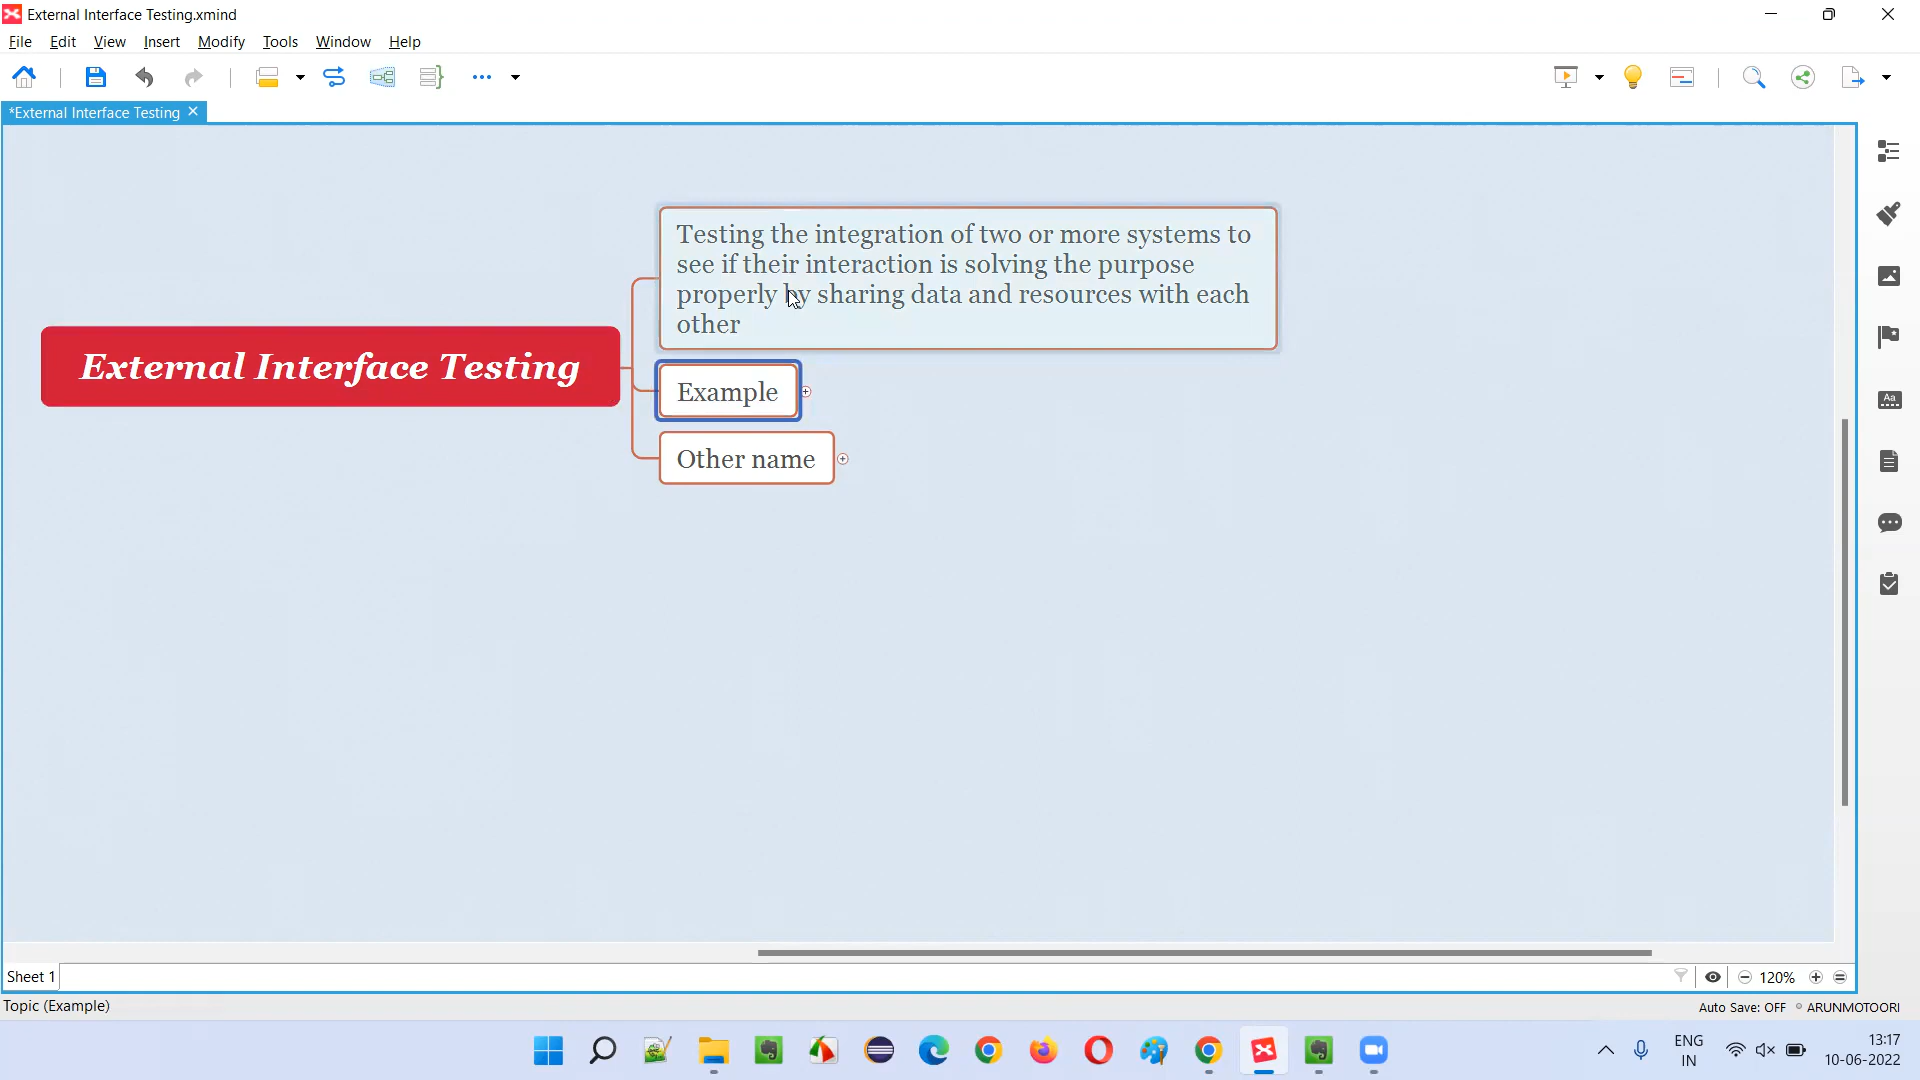 External Interface Testing.xmind
File Edit View Insert Modify Tools Window Help
*External Interface Testing
Testing the integration of two or more systems to
see if their interaction is solving the purpose
properly by sharing data and resources with each
other
External Interface Testing
Example
Other name
Aa
Sheet 1
120%
Topic (Example)
Auto Save: OFF ARUNMOTOORI
ENG
IN
13:17
10-06-2022